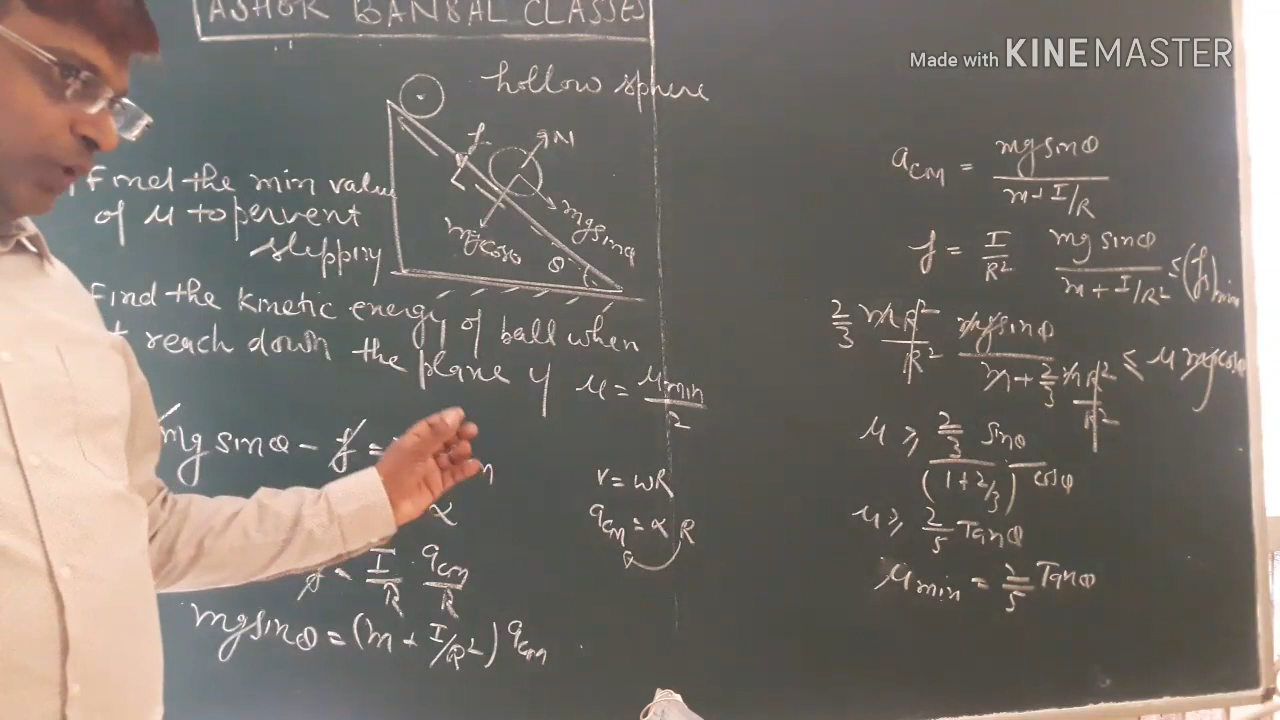 ASHOK BANSAL CLASSES
Made with KINEMASTER
hollow sphere
f
N
mg sinθ
mg cosθ
θ
Find the min value
of μ to pervent
slipping
Find the kinetic energy of ball when
reach down the plane if μ = μmin/2
mg sinθ - f =
α
I/R acm/R
mg sinθ = (m + I/R²) acm
v = ωR
acm = α R
acm = mg sinθ / m + I/R
f = I/R² mg sinθ / m + I/R² ≤ (f)
2/3 mR²/R² mg sinθ / m + 2/3 mR²/R² ≤ μ mg cosθ
μ ≥ 2/3 sinθ / (1 + 2/3) cosθ
μ ≥ 2/5 Tanθ
μmin = 2/5 Tanθ